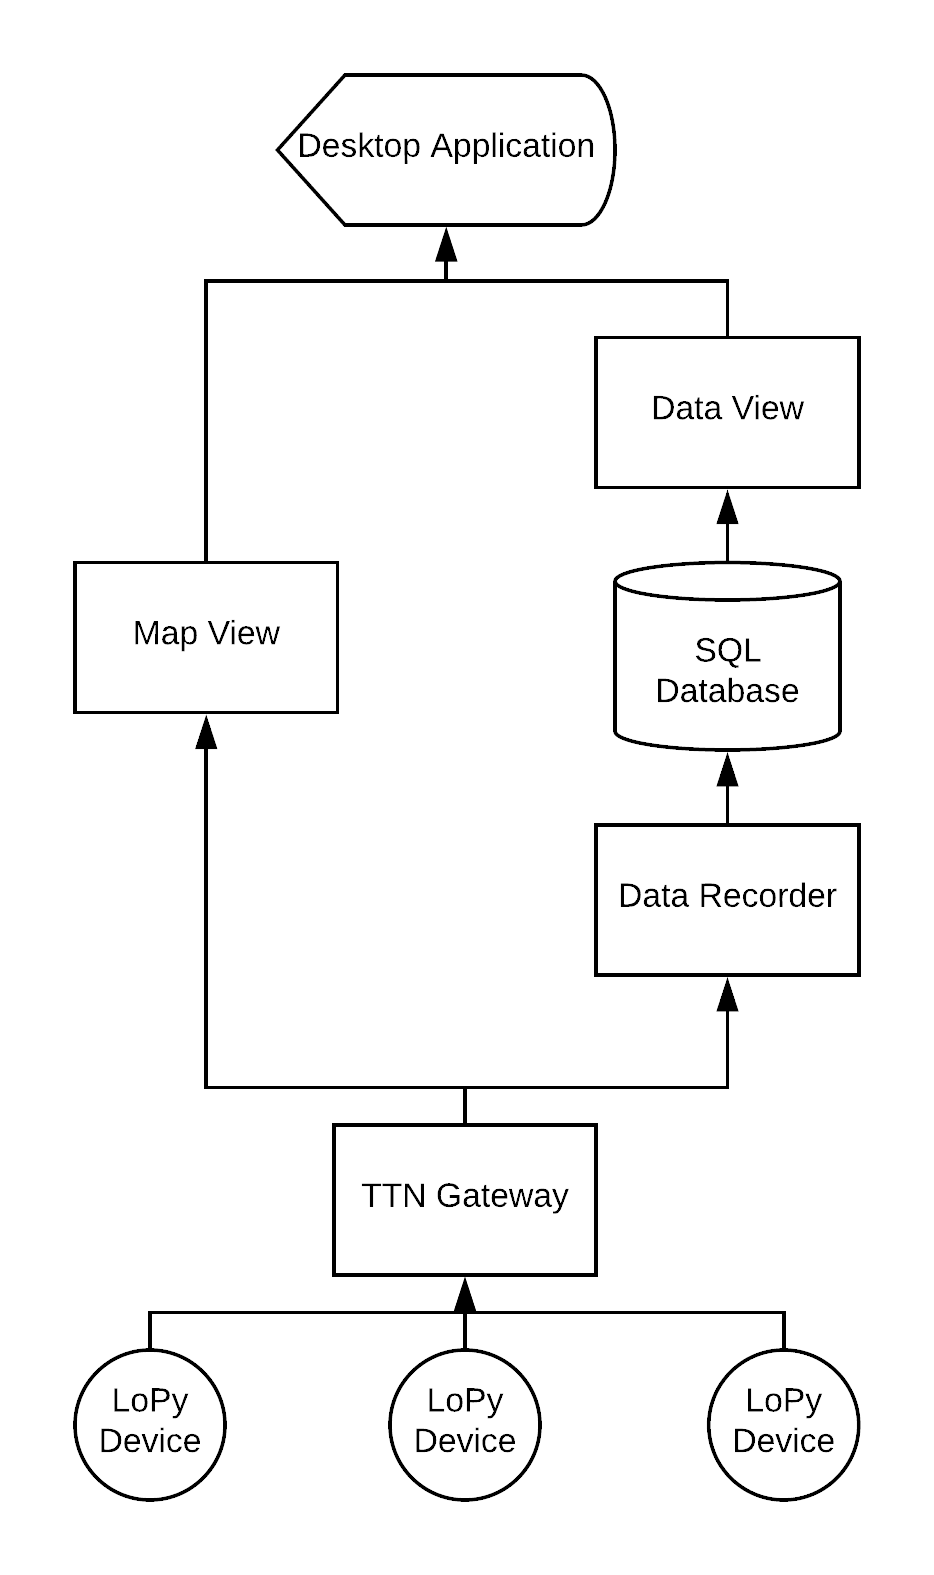 Desktop Application
Data View
Map View
SQL
Database
Data Recorder
TTN Gateway
LoPy
Device
LoPy
Device
LoPy
Device